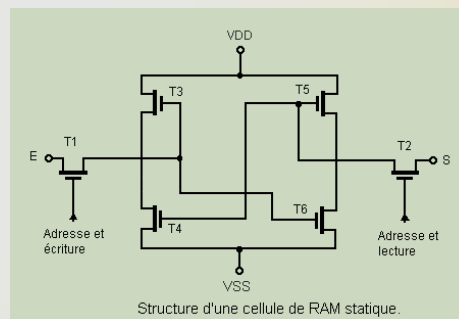 VDD
T3
T5
T1
T2
E
S
T4
T6
Adresse et
écriture
Adresse et
lecture
VSS
Structure d'une cellule de RAM statique.